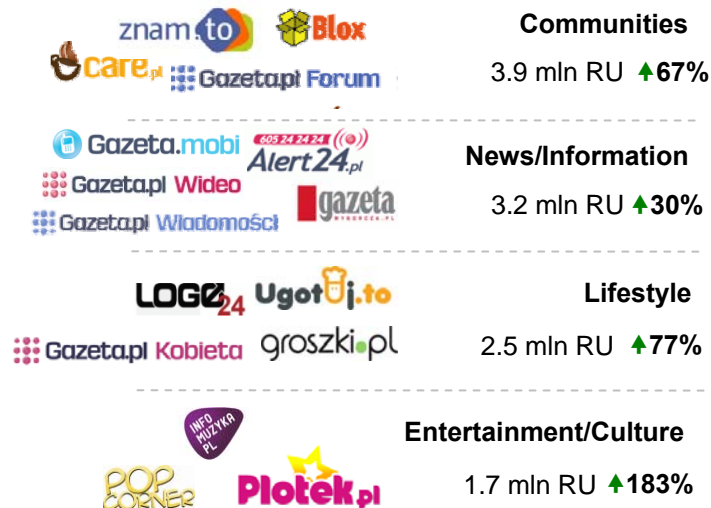 znam.to Blox Communities
care.pl Gazeta.pl Forum 3.9 mln RU 67%
Gazeta.mobi 605 24 24 24 Alert24.pl News/Information
Gazeta.pl Wideo gazeta WYBORCZA.PL 3.2 mln RU 30%
Gazeta.pl Wiadomości
LOGO24 Ugotuj.to Lifestyle
Gazeta.pl Kobieta groszki.pl 2.5 mln RU 77%
INFO MUZYKA PL Entertainment/Culture
POP CORNER Plotek.pl 1.7 mln RU 183%